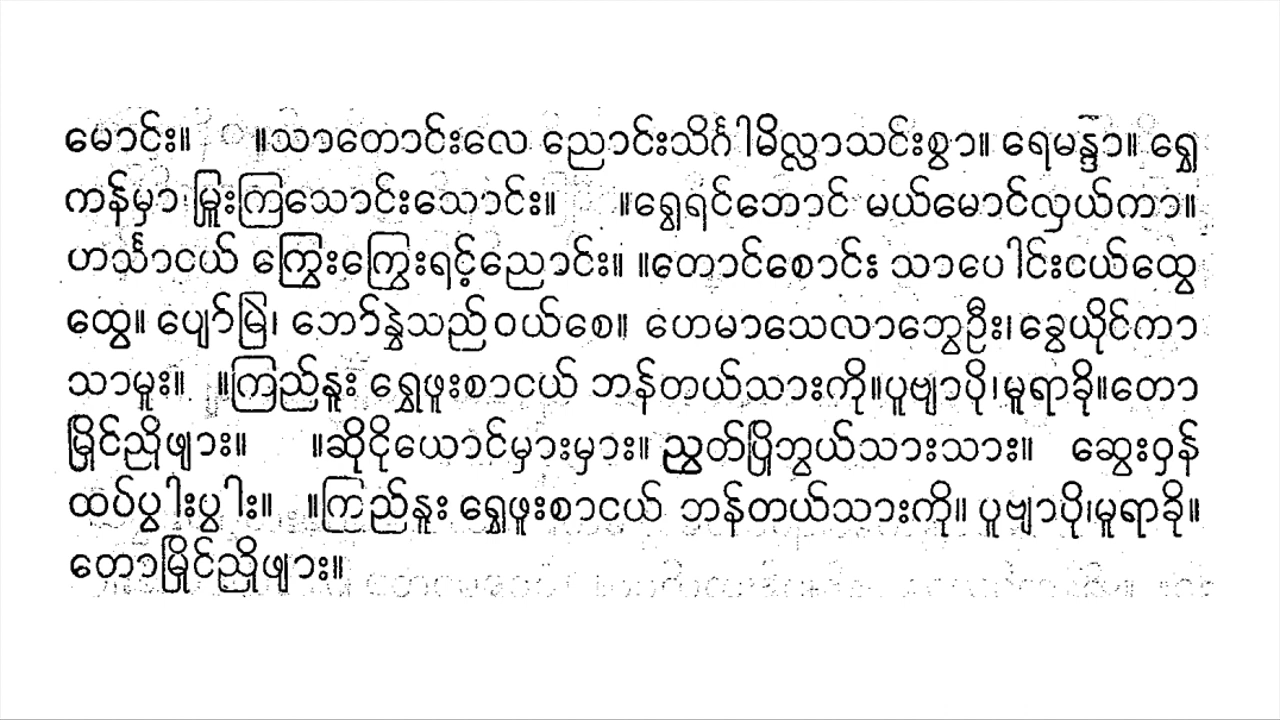 မောင်း။ ။သာတောင်းလေ ညောင်းသိင်္ဂါမိလ္လာသင်းစွာ။ ရေမန္ဒာ။ ရွှေ
ကန်မှာ မြူးကြသောင်းသောင်း။ ။ရွှေရင်ဘောင် မယ်မောင်လှယ်ကာ။
ဟင်္သာငယ် ကြွေးကြွေးရင့်ညောင်း။ ။တောင်စောင်း သာပေါင်းငယ်ထွေ
ထွေ။ ပျော်မြဲ၊ ဘော်နွဲ့သည်ဝယ်စေ။ ဟေမာသေလာဘွေဦး၊ ခွေယိုင်ကာ
သာမှုး။ ။ကြည်နူး ရွှေဖူးစာငယ် ဘန်တယ်သားကို။ ပူဗျာပို၊ မူရာခို။ တော
မြှိုင်ညှိုဖျား။ ။ဆိုငိုယောင်မှားမှား။ ညွှတ်ပြိုဘွယ်သားသား။ ဆွေးဝှန်
ထပ်ပွါးပွါး။ ။ကြည်နူး ရွှေဖူးစာငယ် ဘန်တယ်သားကို။ ပူဗျာပို၊ မူရာခို။
တောမြှိုင်ညှိုဖျား။